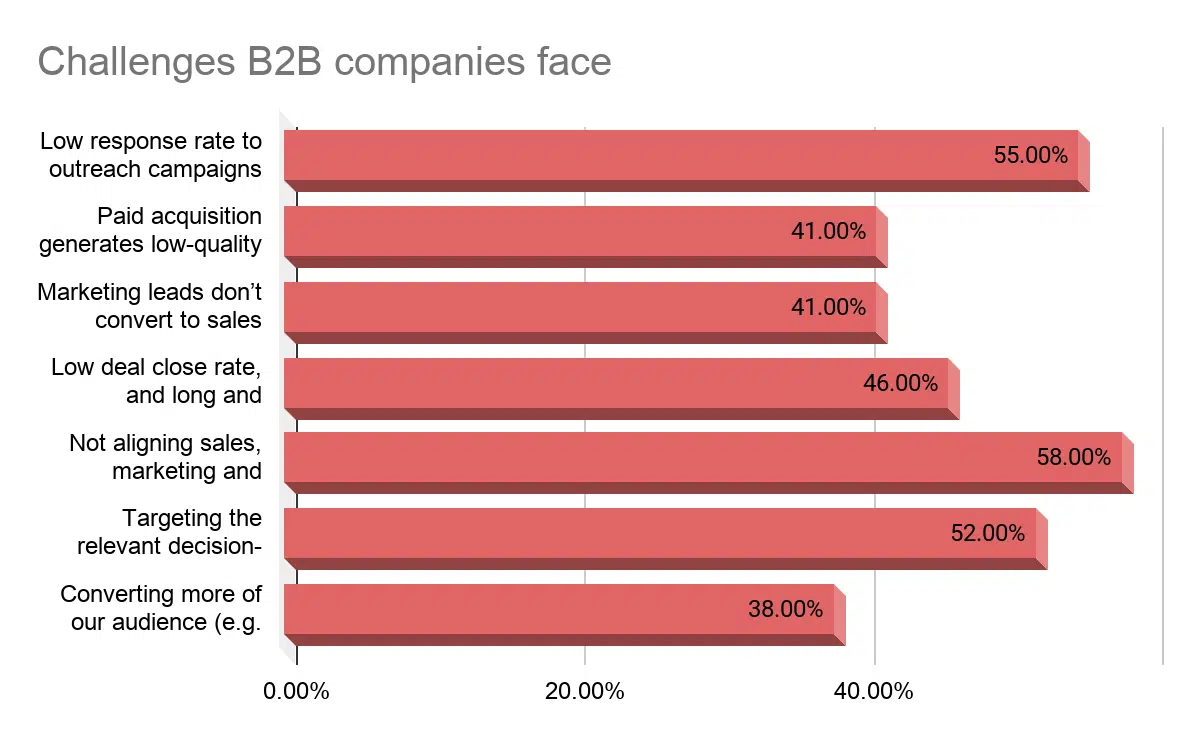 Challenges B2B companies face
Low response rate to
outreach campaigns
55.00%
Paid acquisition
generates low-quality
41.00%
Marketing leads don’t
convert to sales
41.00%
Low deal close rate,
and long and
46.00%
Not aligning sales,
marketing and
58.00%
Targeting the
relevant decision-
52.00%
Converting more of
our audience (e.g.
38.00%
0.00% 20.00% 40.00%